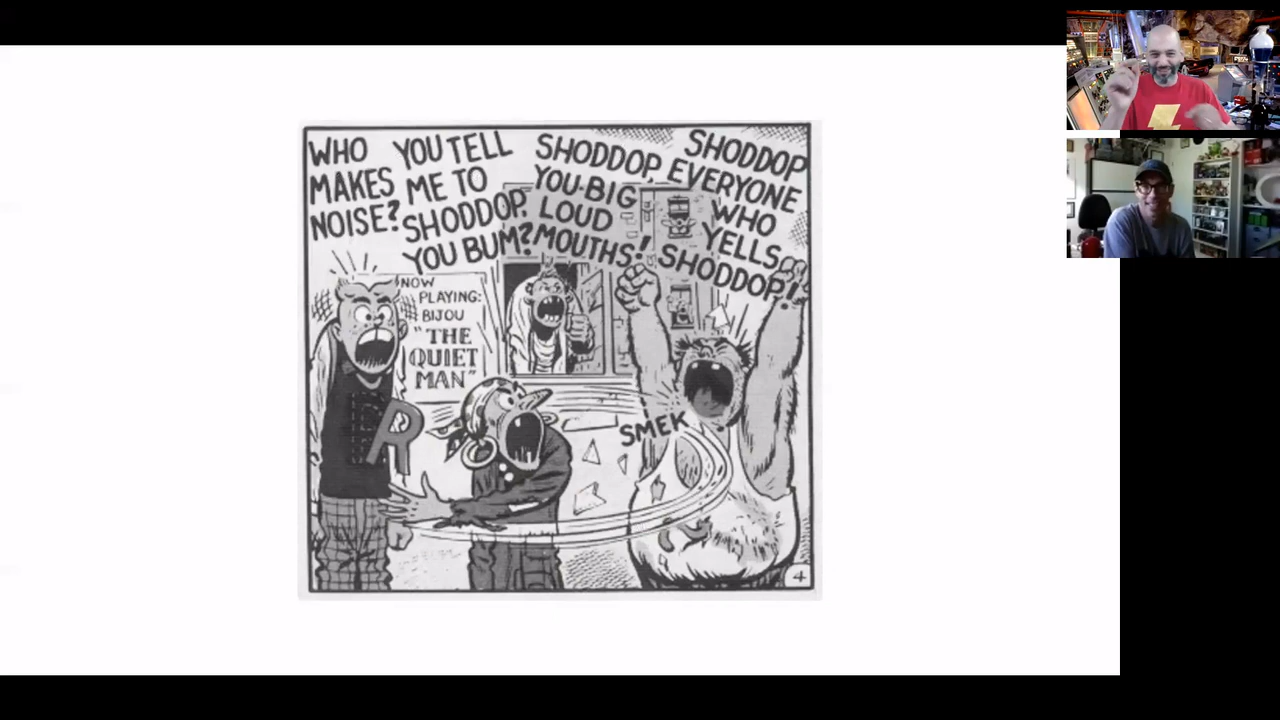 WHO
MAKES
NOISE?
YOU TELL
ME TO
SHODDOP,
YOU BUM?
SHODDOP,
YOU BIG
LOUD
MOUTHS!
SHODDOP
EVERYONE
WHO
YELLS
SHODDOP!
NOW
PLAYING:
BIJOU
"THE
QUIET
MAN"
R
SMEK
4